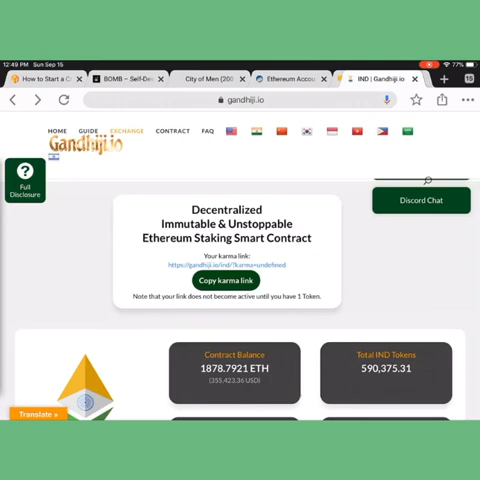 12:49 PM Sun Sep 15
77%
How to Start a C
BOMB – Self-Des
City of Men (200
Ethereum Accou
IND | Gandhiji.io
15
gandhiji.io
HOME GUIDE EXCHANGE CONTRACT FAQ
Gandhiji.io
?
Full
Disclosure
Discord Chat
Decentralized
Immutable & Unstoppable
Ethereum Staking Smart Contract
Your karma link:
https://gandhiji.io/ind/?karma=undefined
Copy karma link
Note that your link does not become active until you have 1 Token.
Contract Balance
1878.7921 ETH
(355,423.36 USD)
Total IND Tokens
590,375.31
Translate »